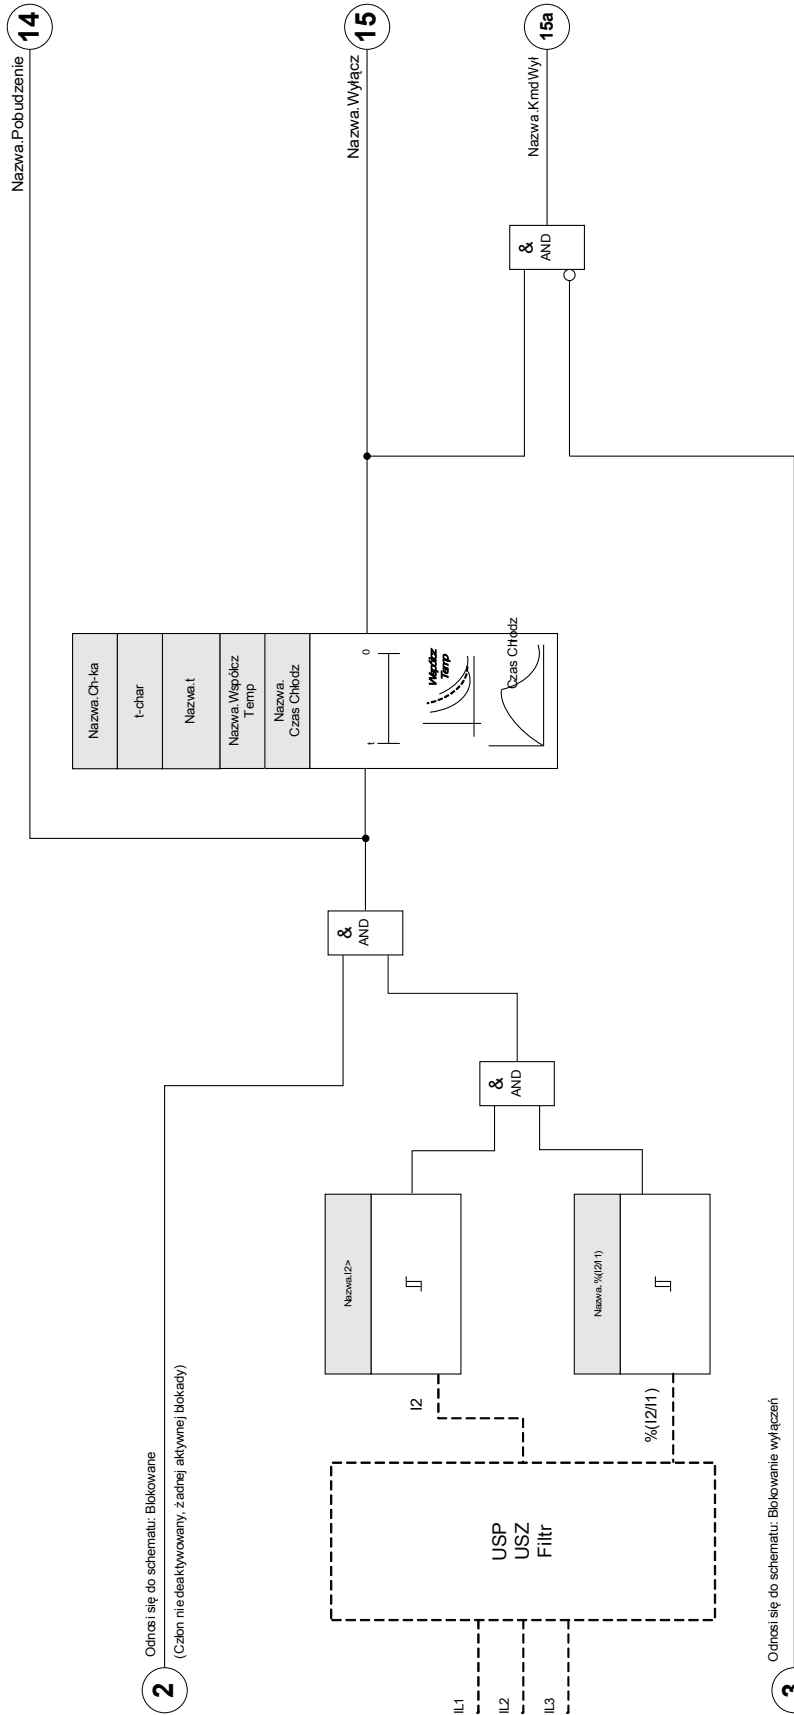 14
Nazwa.Pobudzenie
15
Nazwa.Wyłącz
15a
Nazwa.KmdWył
&
AND
Nazwa.Ch-ka
t-char
Nazwa.t
Nazwa.Współcz
Temp
Nazwa.
Czas Chłodz
t
0
Współcz
Temp
Czas Chłodz
&
AND
&
AND
Nazwa.I2>
Nazwa.%(I2/I1)
I2
%(I2/I1)
USP
USZ
Filtr
IL1
IL2
IL3
2
Odnosi się do schematu: Blokowane
(Człon nie deaktywowany, żadnej aktywnej blokady)
3
Odnosi się do schematu: Blokowanie wyłączeń